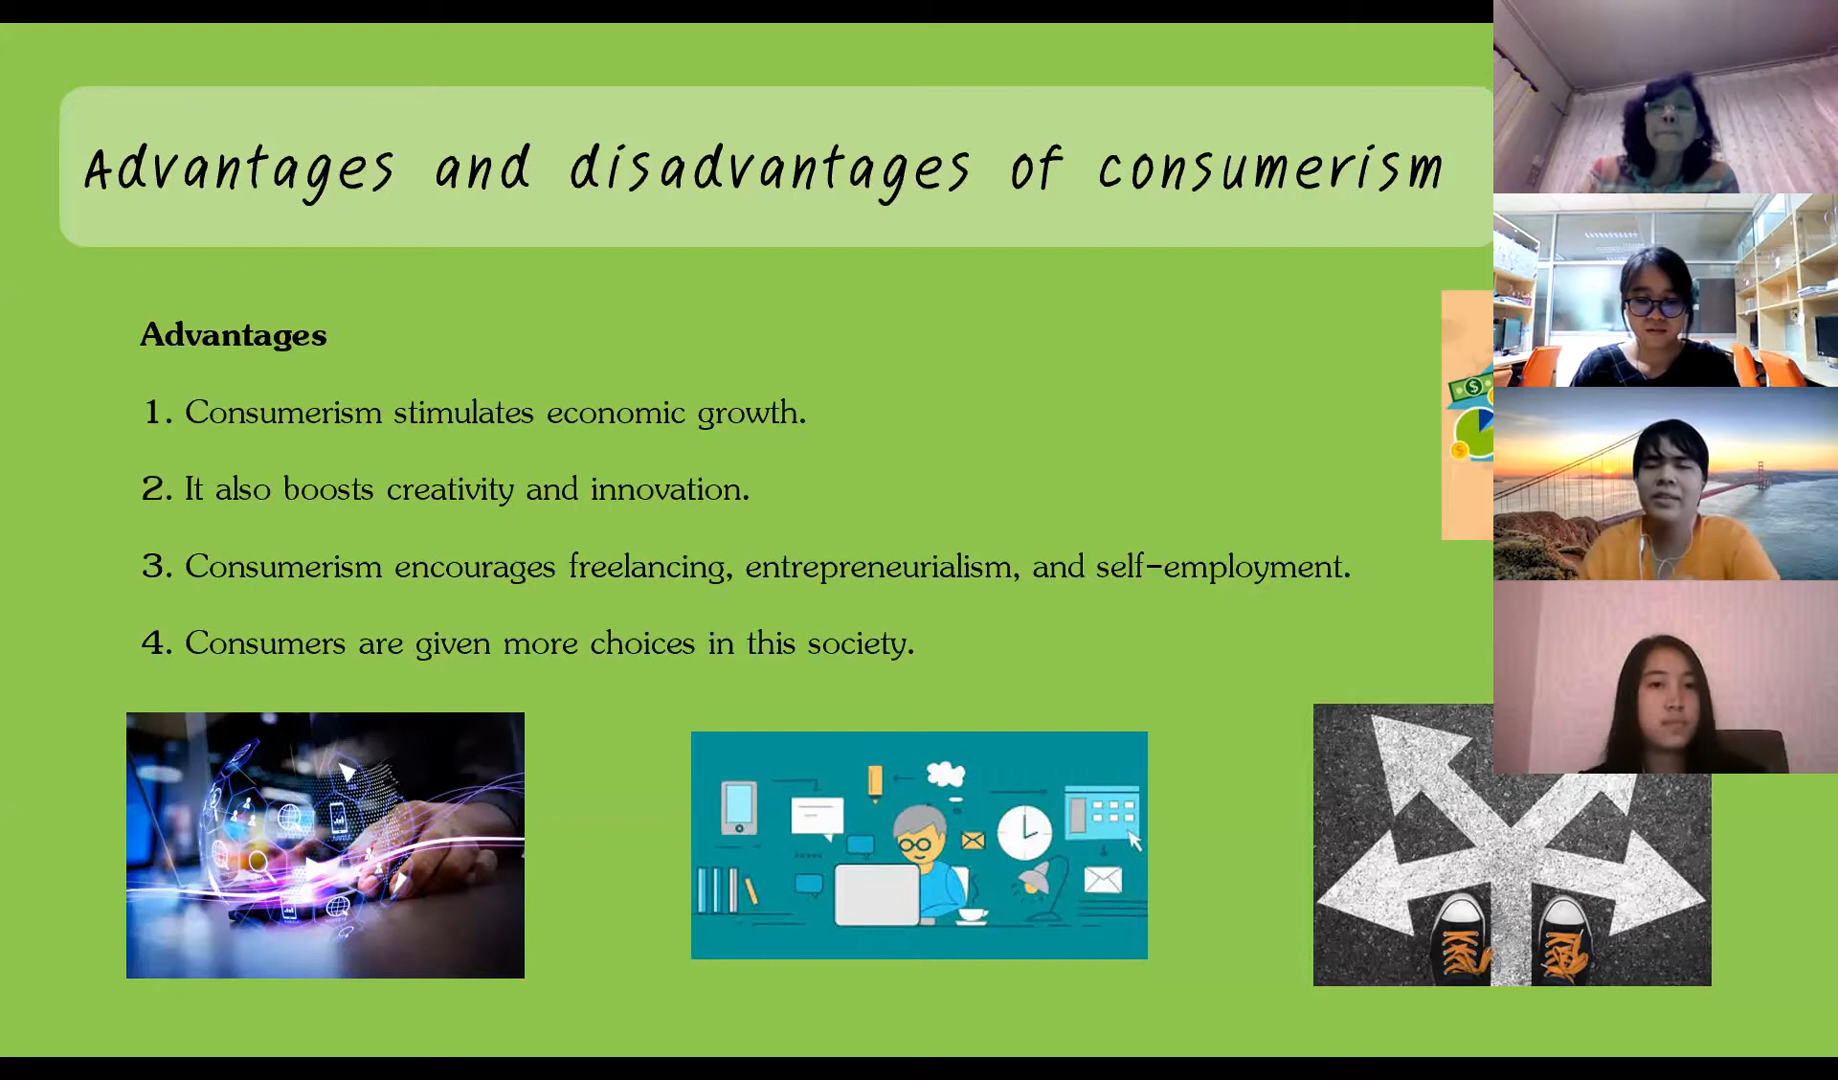 Advantages and disadvantages of consumerism
Advantages
1. Consumerism stimulates economic growth.
2. It also boosts creativity and innovation.
3. Consumerism encourages freelancing, entrepreneurialism, and self-employment.
4. Consumers are given more choices in this society.